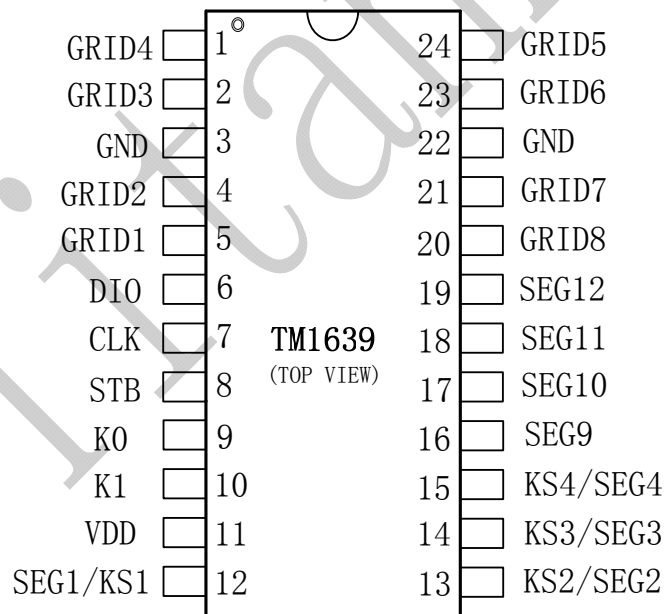 GRID4 1 24 GRID5
GRID3 2 23 GRID6
GND 3 22 GND
GRID2 4 21 GRID7
GRID1 5 20 GRID8
DIO 6 19 SEG12
CLK 7 TM1639 18 SEG11
STB 8 (TOP VIEW) 17 SEG10
K0 9 16 SEG9
K1 10 15 KS4/SEG4
VDD 11 14 KS3/SEG3
SEG1/KS1 12 13 KS2/SEG2